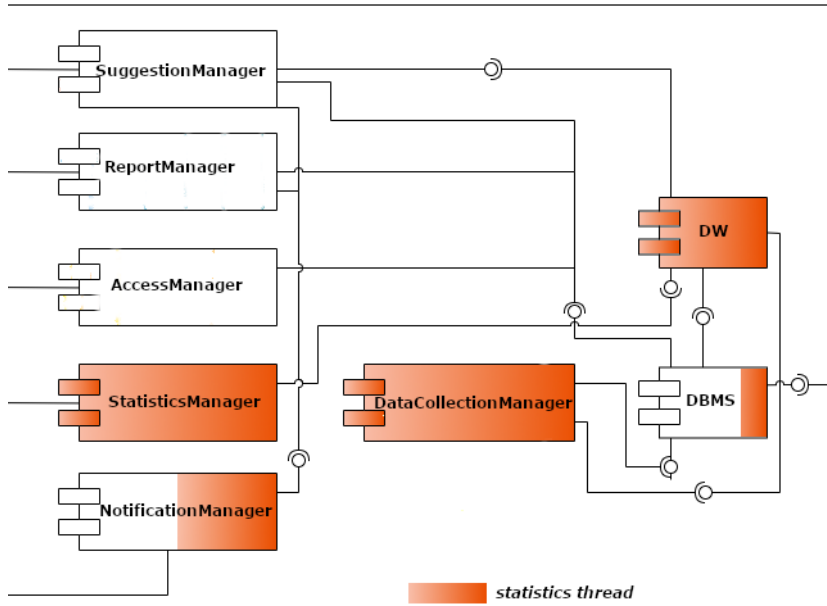 SuggestionManager
ReportManager
DW
AccessManager
StatisticsManager
DataCollectionManager
DBMS
NotificationManager
statistics thread